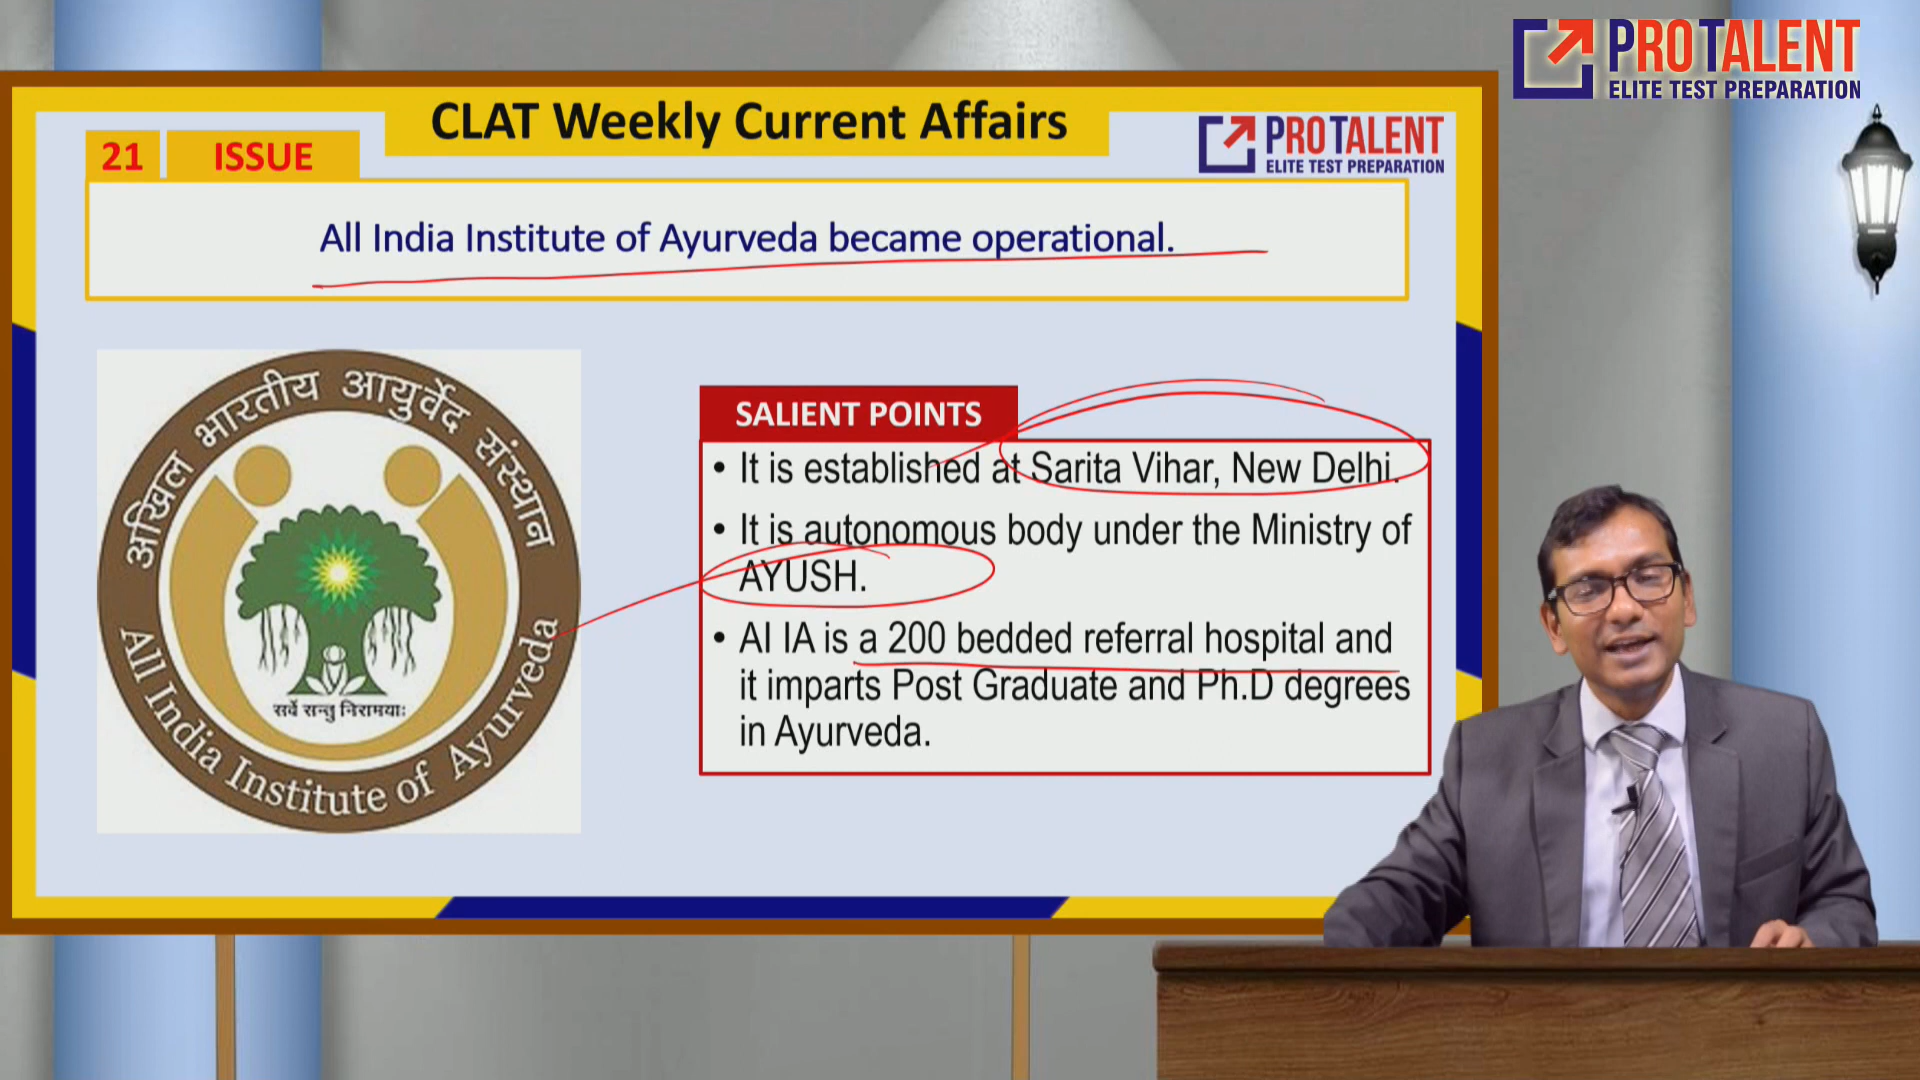 PROTALENT
ELITE TEST PREPARATION
CLAT Weekly Current Affairs
21
ISSUE
PROTALENT
ELITE TEST PREPARATION
All India Institute of Ayurveda became operational.
अखिल भारतीय आयुर्वेद संस्थान
सर्वे सन्तु निरामयाः
All India Institute of Ayurveda
SALIENT POINTS
• It is established at Sarita Vihar, New Delhi.
• It is autonomous body under the Ministry of
AYUSH.
• AI IA is a 200 bedded referral hospital and
it imparts Post Graduate and Ph.D degrees
in Ayurveda.